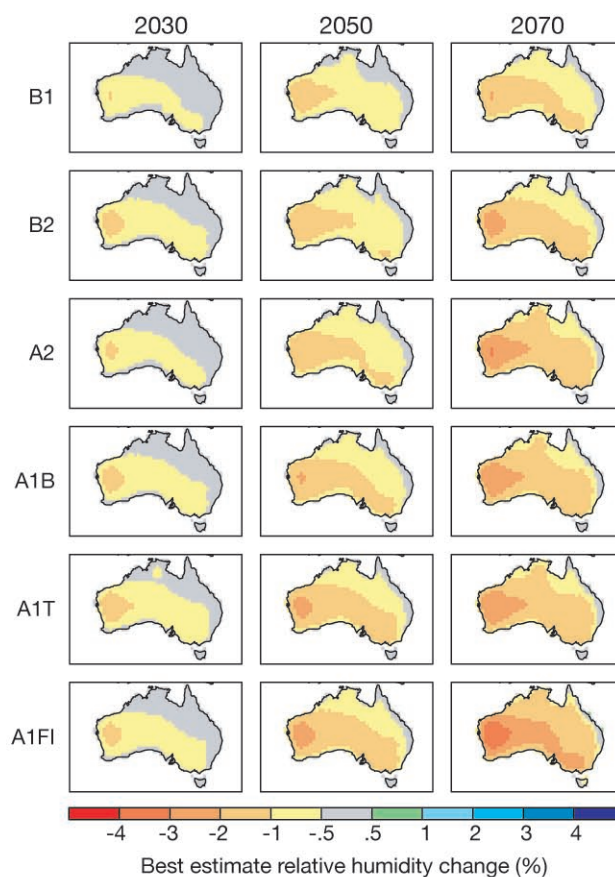 2030 2050 2070
B1
B2
A2
A1B
A1T
A1FI
-4 -3 -2 -1 -.5 .5 1 2 3 4
Best estimate relative humidity change (%)